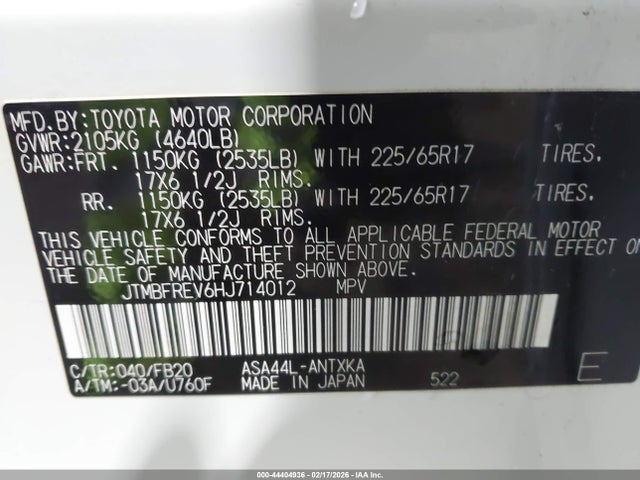 MFD.BY:TOYOTA MOTOR CORPORATION
GVWR:2105KG (4640LB)
GAWR:FRT. 1150KG (2535LB) WITH 225/65R17 TIRES.
17X6 1/2J RIMS.
RR. 1150KG (2535LB) WITH 225/65R17 TIRES.
17X6 1/2J RIMS.
THIS VEHICLE CONFORMS TO ALL APPLICABLE FEDERAL MOTOR
VEHICLE SAFETY AND THEFT PREVENTION STANDARDS IN EFFECT ON
THE DATE OF MANUFACTURE SHOWN ABOVE.
JTMBFREV6HJ714012 MPV
C/TR:040/FB20 ASA44L-ANTXKA
A/TM:-03A/U760F MADE IN JAPAN 522 E
000-44404936 - 02/17/2026 - IAAI.COM